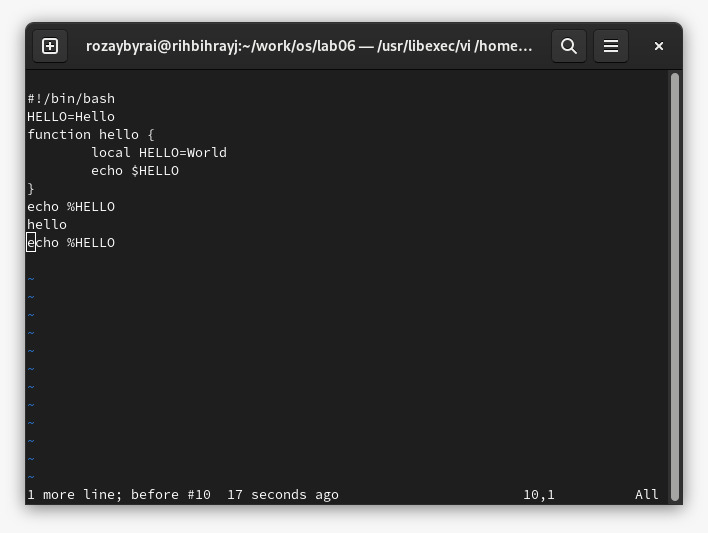 rozaybyrai@rihbihrayj:~/work/os/lab06 — /usr/libexec/vi /home…
#!/bin/bash
HELLO=Hello
function hello {
        local HELLO=World
        echo $HELLO
}
echo %HELLO
hello
echo %HELLO
~
~
~
~
~
~
~
~
~
~
~
~
1 more line; before #10  17 seconds ago                       10,1          All